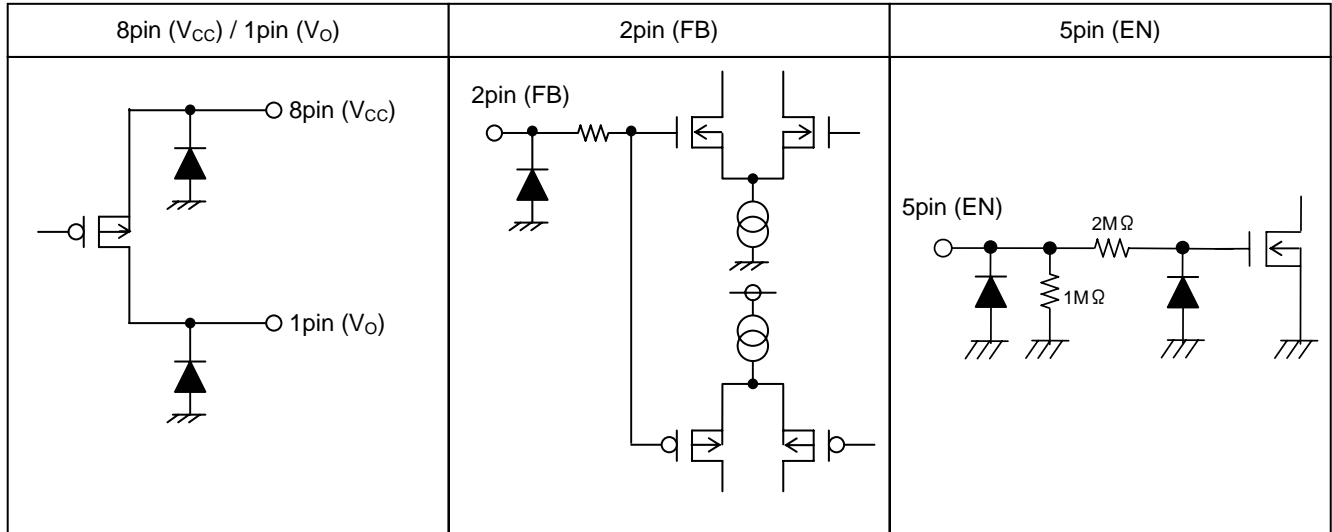 8pin (VCC) / 1pin (VO)
2pin (FB)
5pin (EN)
8pin (VCC)
1pin (VO)
2pin (FB)
5pin (EN)
2MΩ
1MΩ